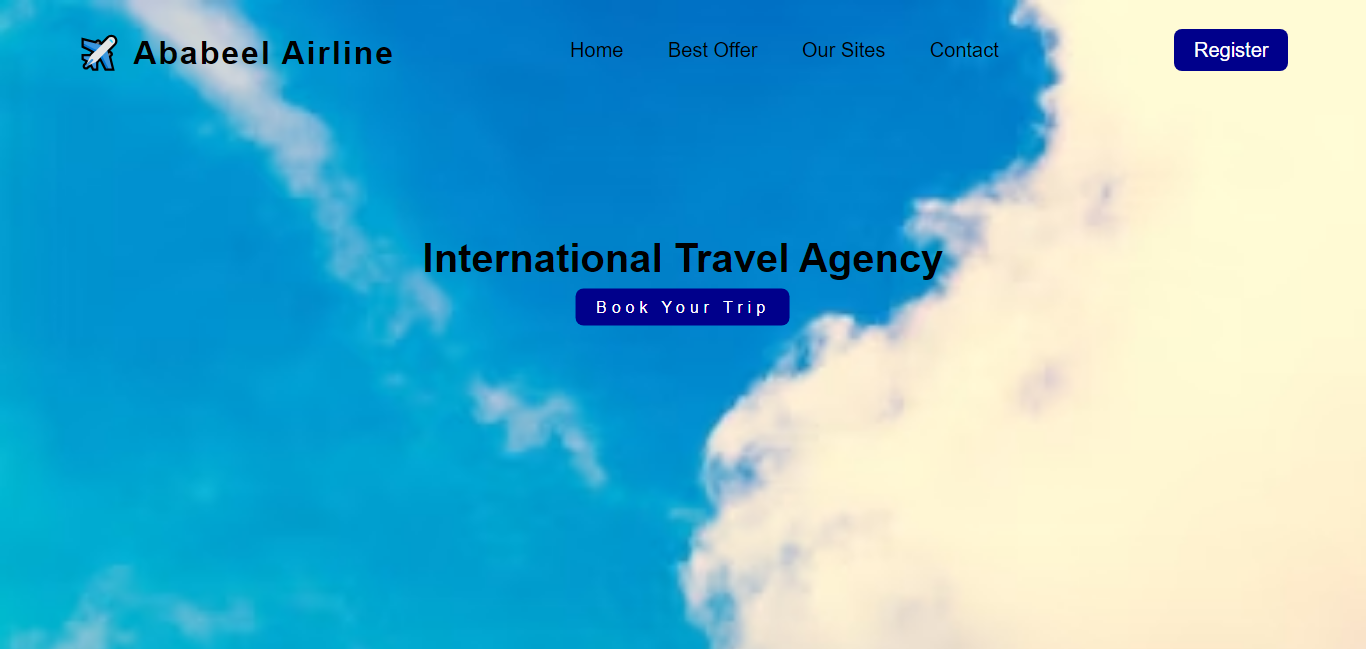 Ababeel Airline
Home Best Offer Our Sites Contact
Register
International Travel Agency
Book Your Trip